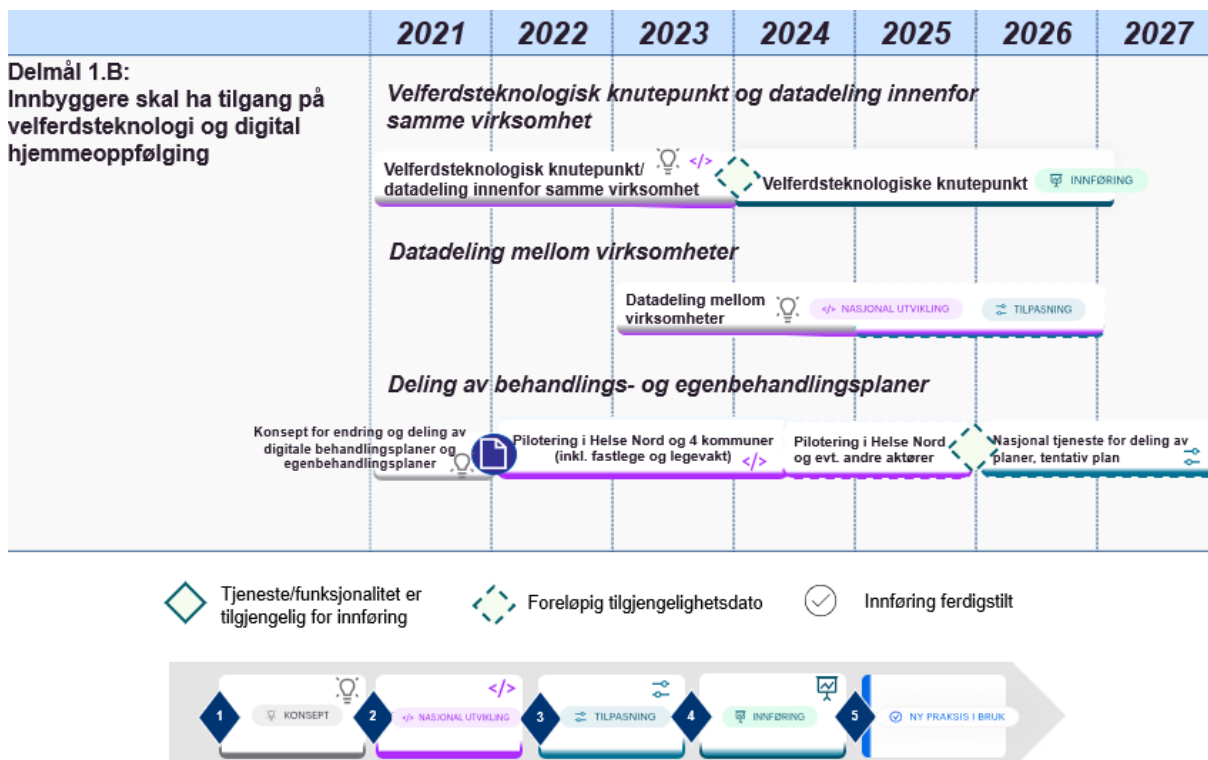 2021 2022 2023 2024 2025 2026 2027
Delmål 1.B:
Innbyggere skal ha tilgang på
velferdsteknologi og digital
hjemmeoppfølging
Velferdsteknologisk knutepunkt og datadeling innenfor
samme virksomhet
Velferdsteknologisk knutepunkt/
datadeling innenfor samme virksomhet
</>
Velferdsteknologiske knutepunkt
INNFØRING
Datadeling mellom virksomheter
Datadeling mellom
virksomheter
</> NASJONAL UTVIKLING
TILPASNING
Deling av behandlings- og egenbehandlingsplaner
Konsept for endring og deling av
digitale behandlingsplaner og
egenbehandlingsplaner
Pilotering i Helse Nord og 4 kommuner
(inkl. fastlege og legevakt) </>
Pilotering i Helse Nord
og evt. andre aktører
Nasjonal tjeneste for deling av
planer, tentativ plan
Tjeneste/funksjonalitet er
tilgjengelig for innføring
Foreløpig tilgjengelighetsdato
Innføring ferdigstilt
1
KONSEPT
2
</>
</> NASJONAL UTVIKLING
3
TILPASNING
4
INNFØRING
5
NY PRAKSIS I BRUK